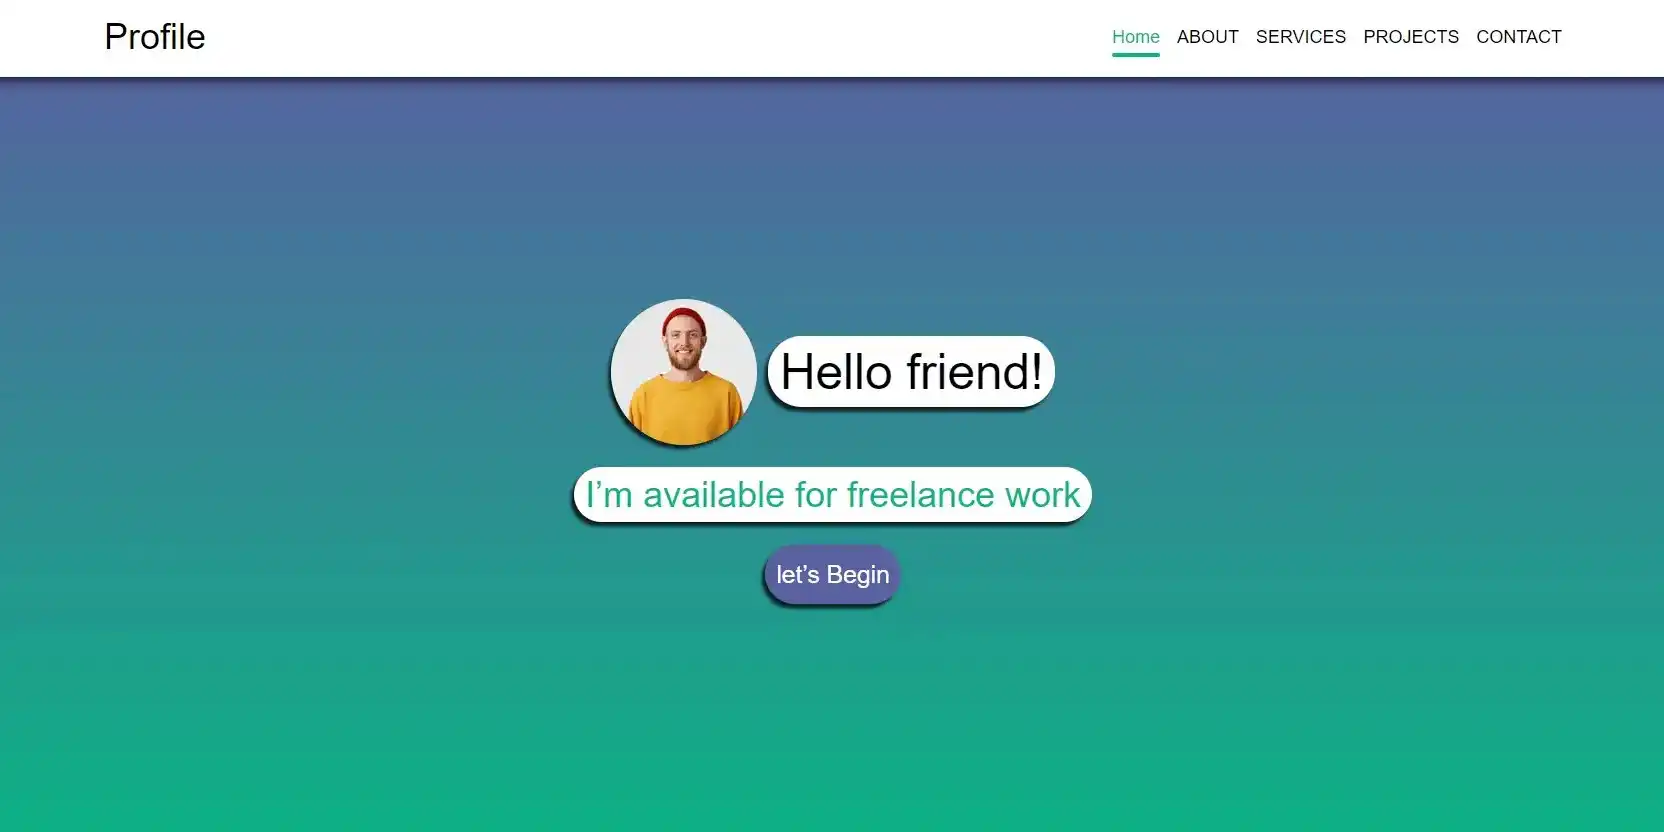 Profile
Home ABOUT SERVICES PROJECTS CONTACT
Hello friend!
I’m available for freelance work
let’s Begin